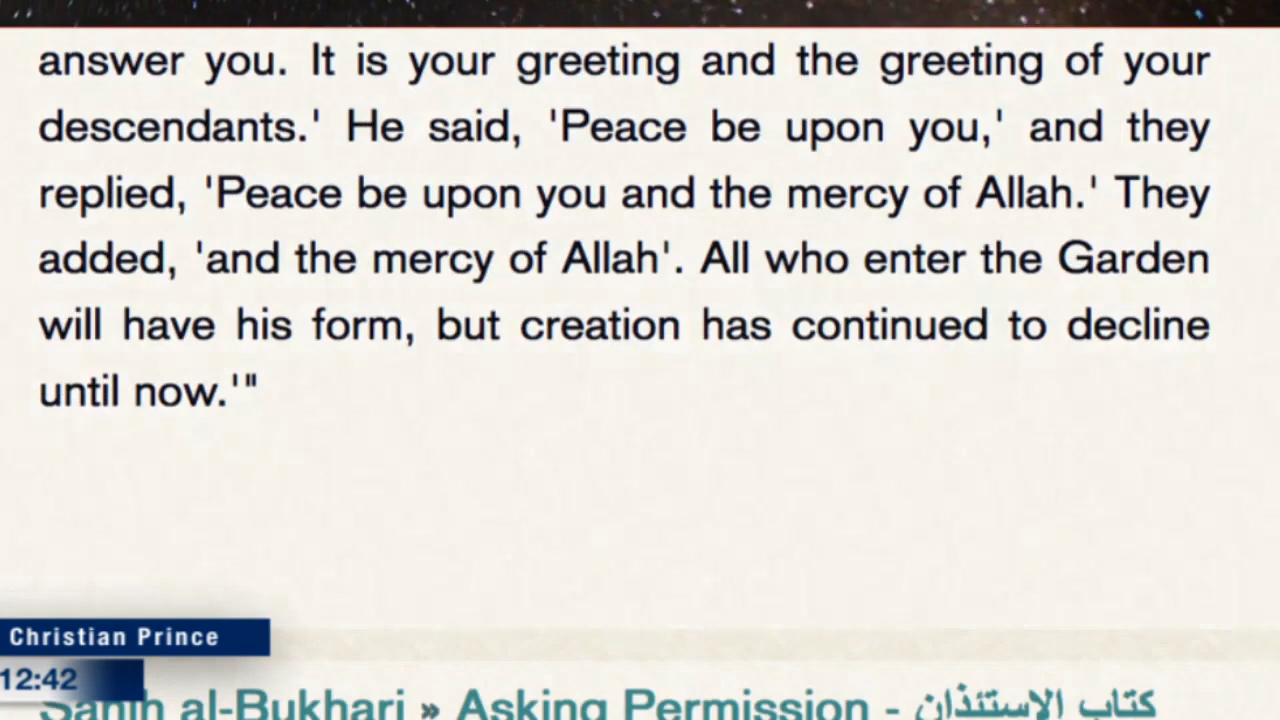 answer you. It is your greeting and the greeting of your
descendants.' He said, 'Peace be upon you,' and they
replied, 'Peace be upon you and the mercy of Allah.' They
added, 'and the mercy of Allah'. All who enter the Garden
will have his form, but creation has continued to decline
until now.'"
Christian Prince
12:42
Sahih al-Bukhari » Asking Permission - كتاب الاستئذان